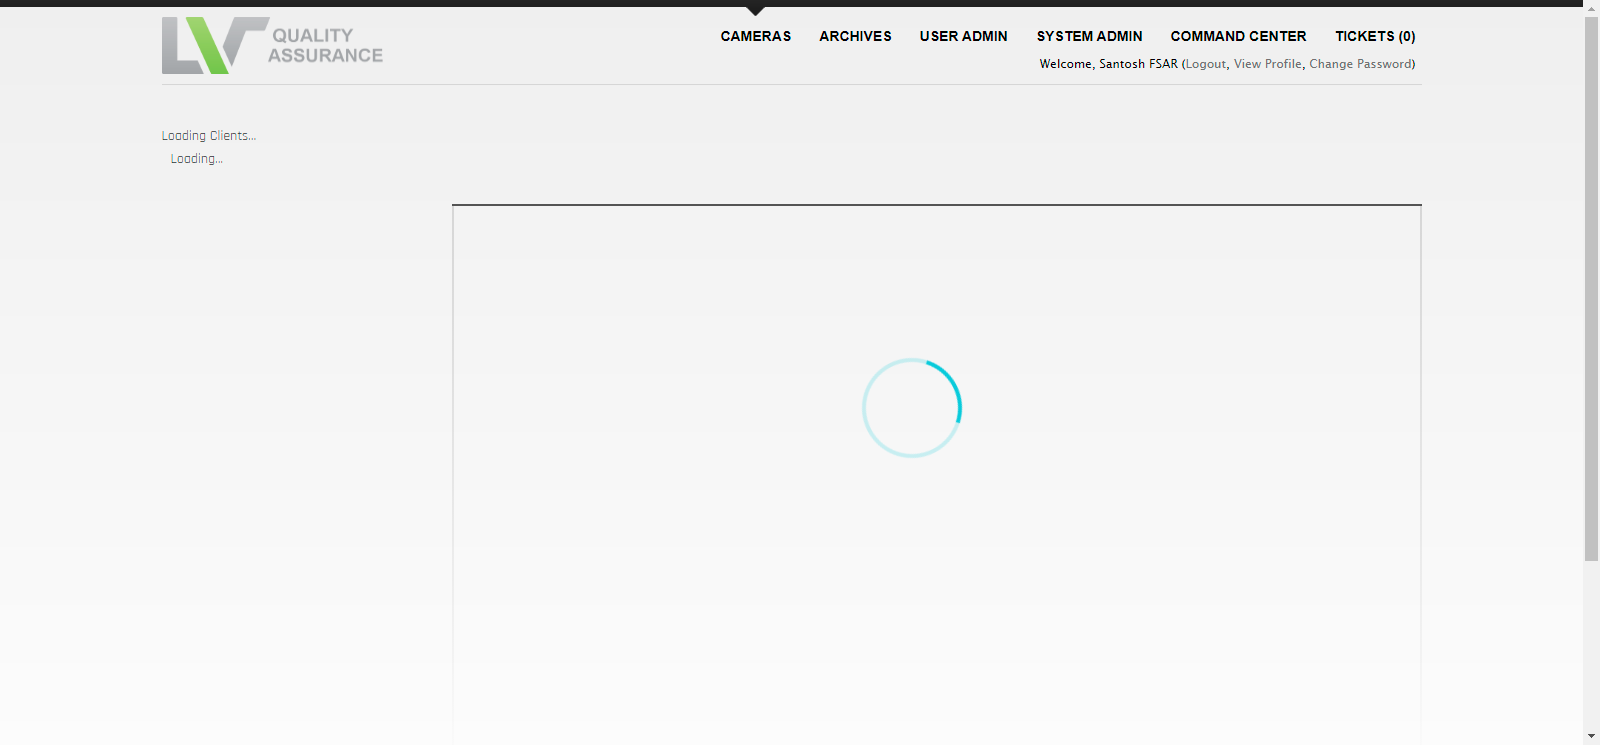 LV QUALITY ASSURANCE
CAMERAS ARCHIVES USER ADMIN SYSTEM ADMIN COMMAND CENTER TICKETS (0)
Welcome, Santosh FSAR (Logout, View Profile, Change Password)
Loading Clients...
Loading...